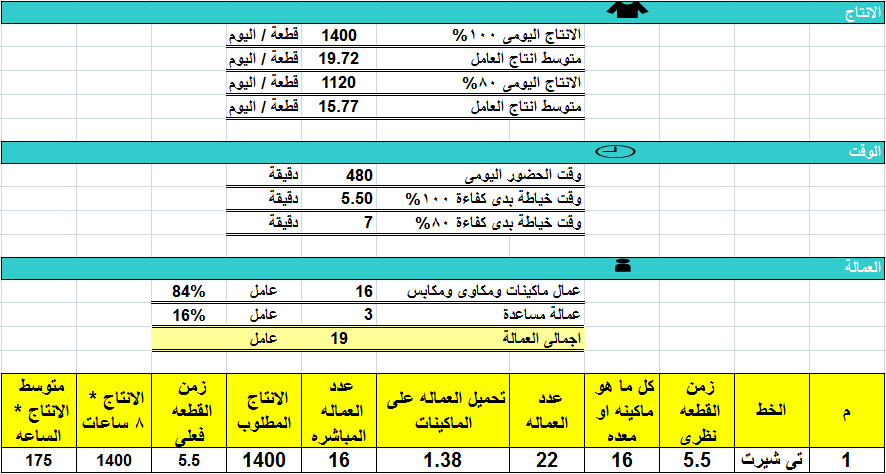 الانتاج
الانتاج اليومى ١٠٠% 1400 قطعة / اليوم
متوسط انتاج العامل 19.72 قطعة / اليوم
الانتاج اليومى ٨٠% 1120 قطعة / اليوم
متوسط انتاج العامل 15.77 قطعة / اليوم
الوقت
وقت الحضور اليومى 480 دقيقة
وقت خياطة بدى كفاءة ١٠٠% 5.50 دقيقة
وقت خياطة بدى كفاءة ٨٠% 7 دقيقة
العمالة
عمال ماكينات ومكاوى ومكابس 16 عامل 84%
عمالة مساعدة 3 عامل 16%
اجمالى العمالة 19 عامل
م الخط زمن القطعه نظرى كل ما هو ماكينه او معده عدد العماله تحميل العماله على الماكينات عدد العماله المباشره الانتاج المطلوب زمن القطعه فعلي الانتاج * ٨ ساعات متوسط الانتاج * الساعه
1 تى شيرت 5.5 16 22 1.38 16 1400 5.5 1400 175